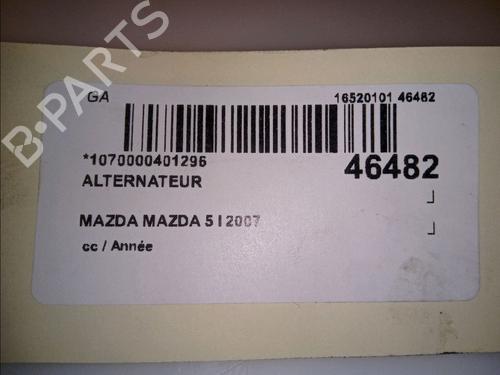 GA 16520101 46482
*1070000401296
46482
ALTERNATEUR
MAZDA MAZDA 5 I 2007
cc / Année
B-PARTS